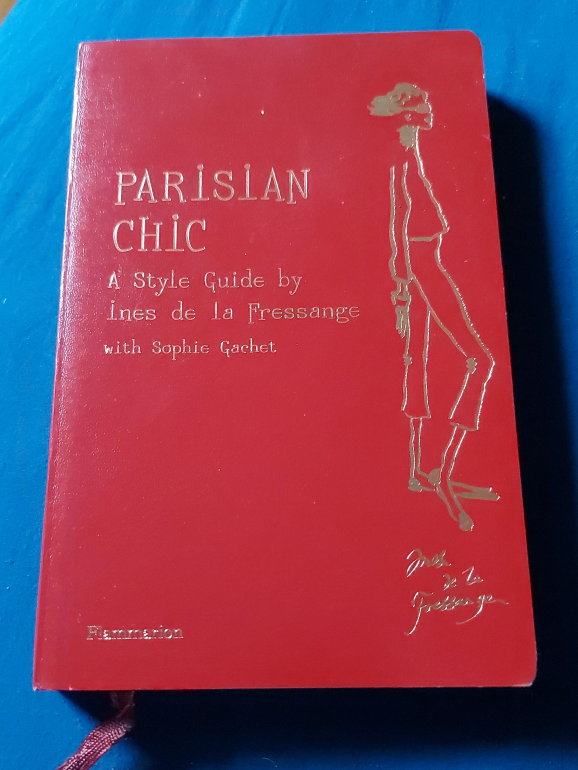 PARiSiAN
CHiC
A Style Guide by
ines de la Fressange
with Sophie Gachet
ines
de la
Fressange
Flammarion